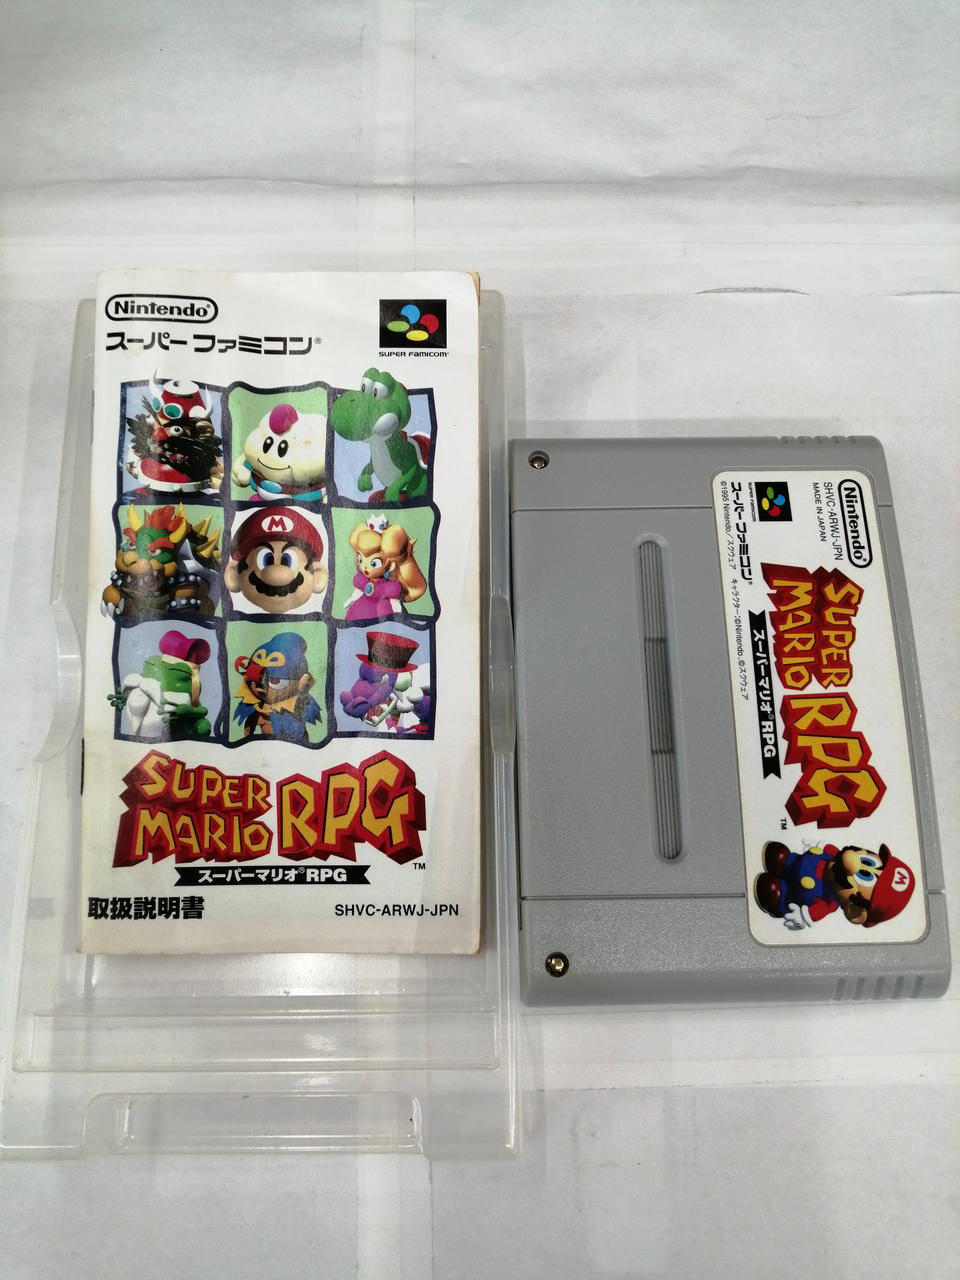 Nintendo
スーパーファミコン®
SUPER FAMICOM™
SUPER
MARIO RPG
TM
スーパーマリオ®RPG
取扱説明書
SHVC-ARWJ-JPN
M
Nintendo
SHVC-ARWJ-JPN
MADE IN JAPAN
SUPER FAMICOM
スーパーファミコン®
©1995 Nintendo/スクウェア キャラクター:©Nintendo、©スクウェア
SUPER
MARIO RPG
TM
スーパーマリオ®RPG
M